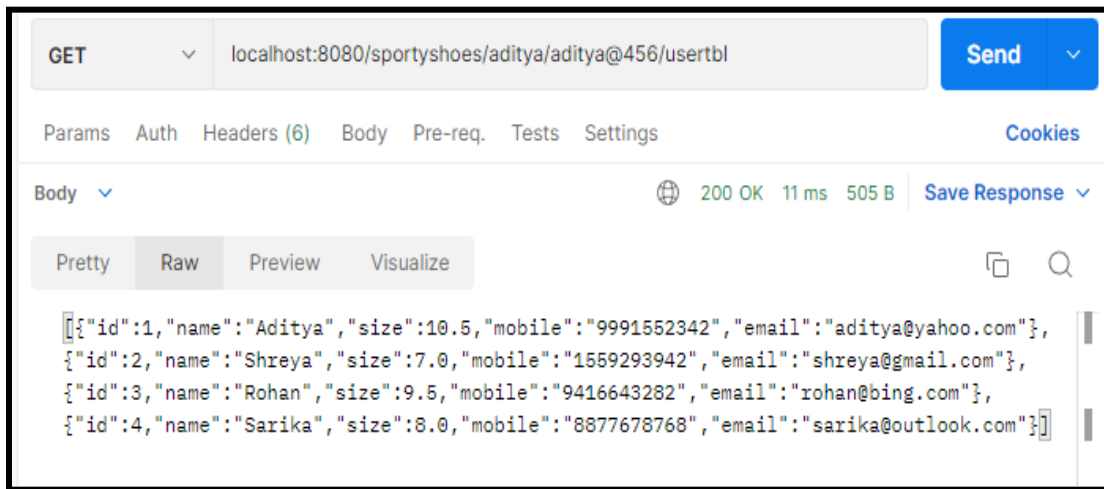 GET localhost:8080/sportyshoes/aditya/aditya@456/usertbl Send
Params Auth Headers (6) Body Pre-req. Tests Settings Cookies
Body 200 OK 11 ms 505 B Save Response
Pretty Raw Preview Visualize
[{"id":1,"name":"Aditya","size":10.5,"mobile":"9991552342","email":"aditya@yahoo.com"},
{"id":2,"name":"Shreya","size":7.0,"mobile":"1559293942","email":"shreya@gmail.com"},
{"id":3,"name":"Rohan","size":9.5,"mobile":"9416643282","email":"rohan@bing.com"},
{"id":4,"name":"Sarika","size":8.0,"mobile":"8877678768","email":"sarika@outlook.com"}]